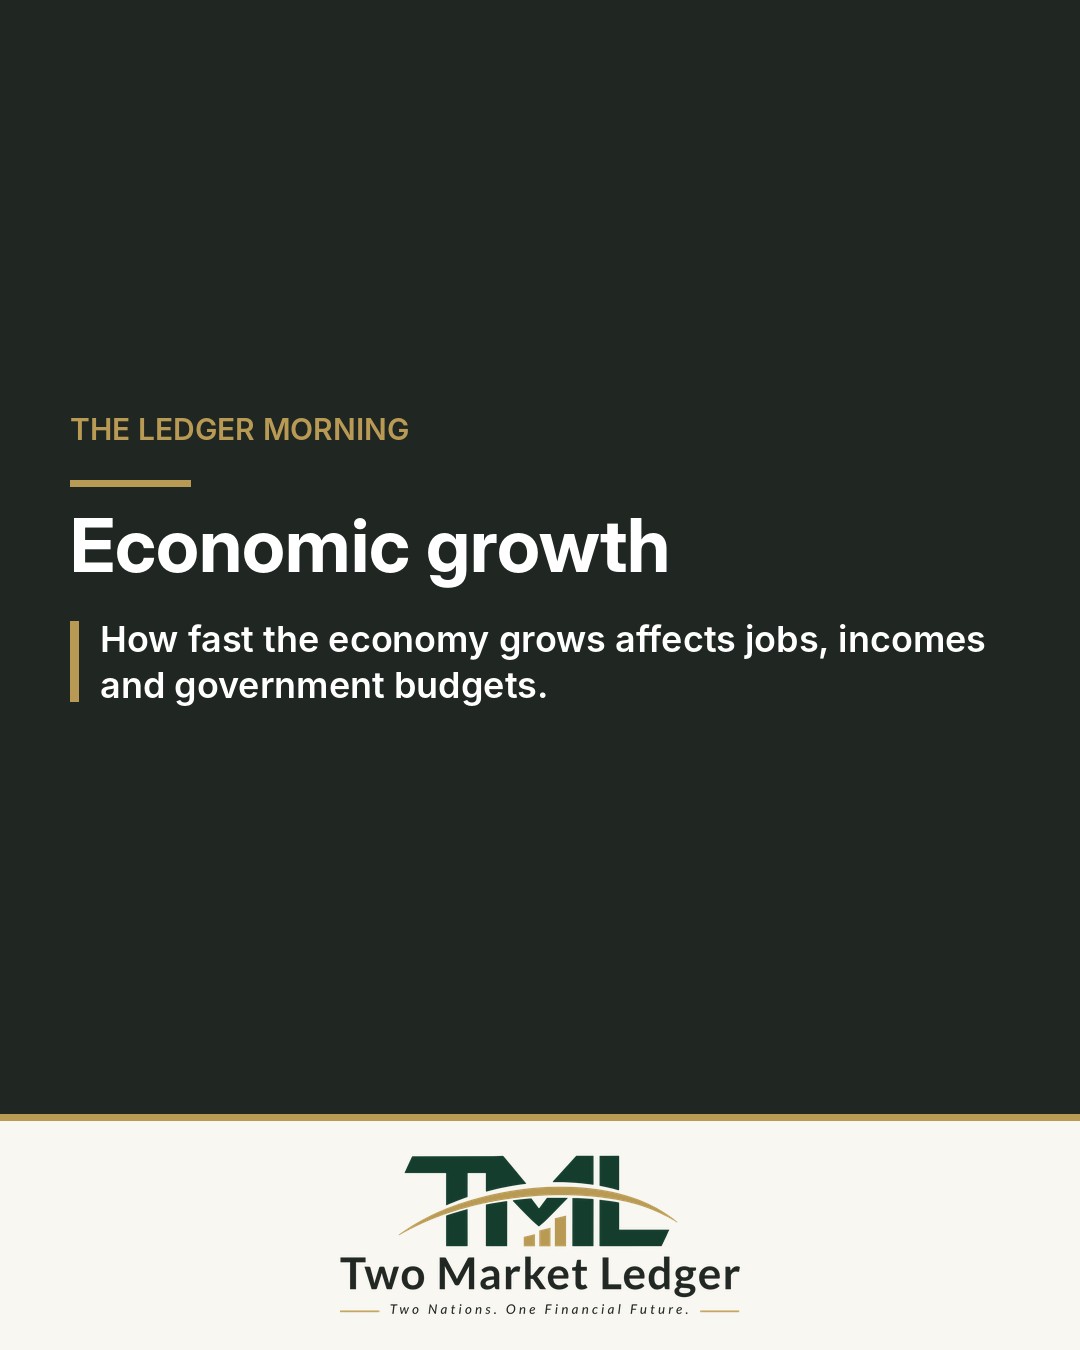 THE LEDGER MORNING
Economic growth
How fast the economy grows affects jobs, incomes
and government budgets.
TML
Two Market Ledger
Two Nations. One Financial Future.